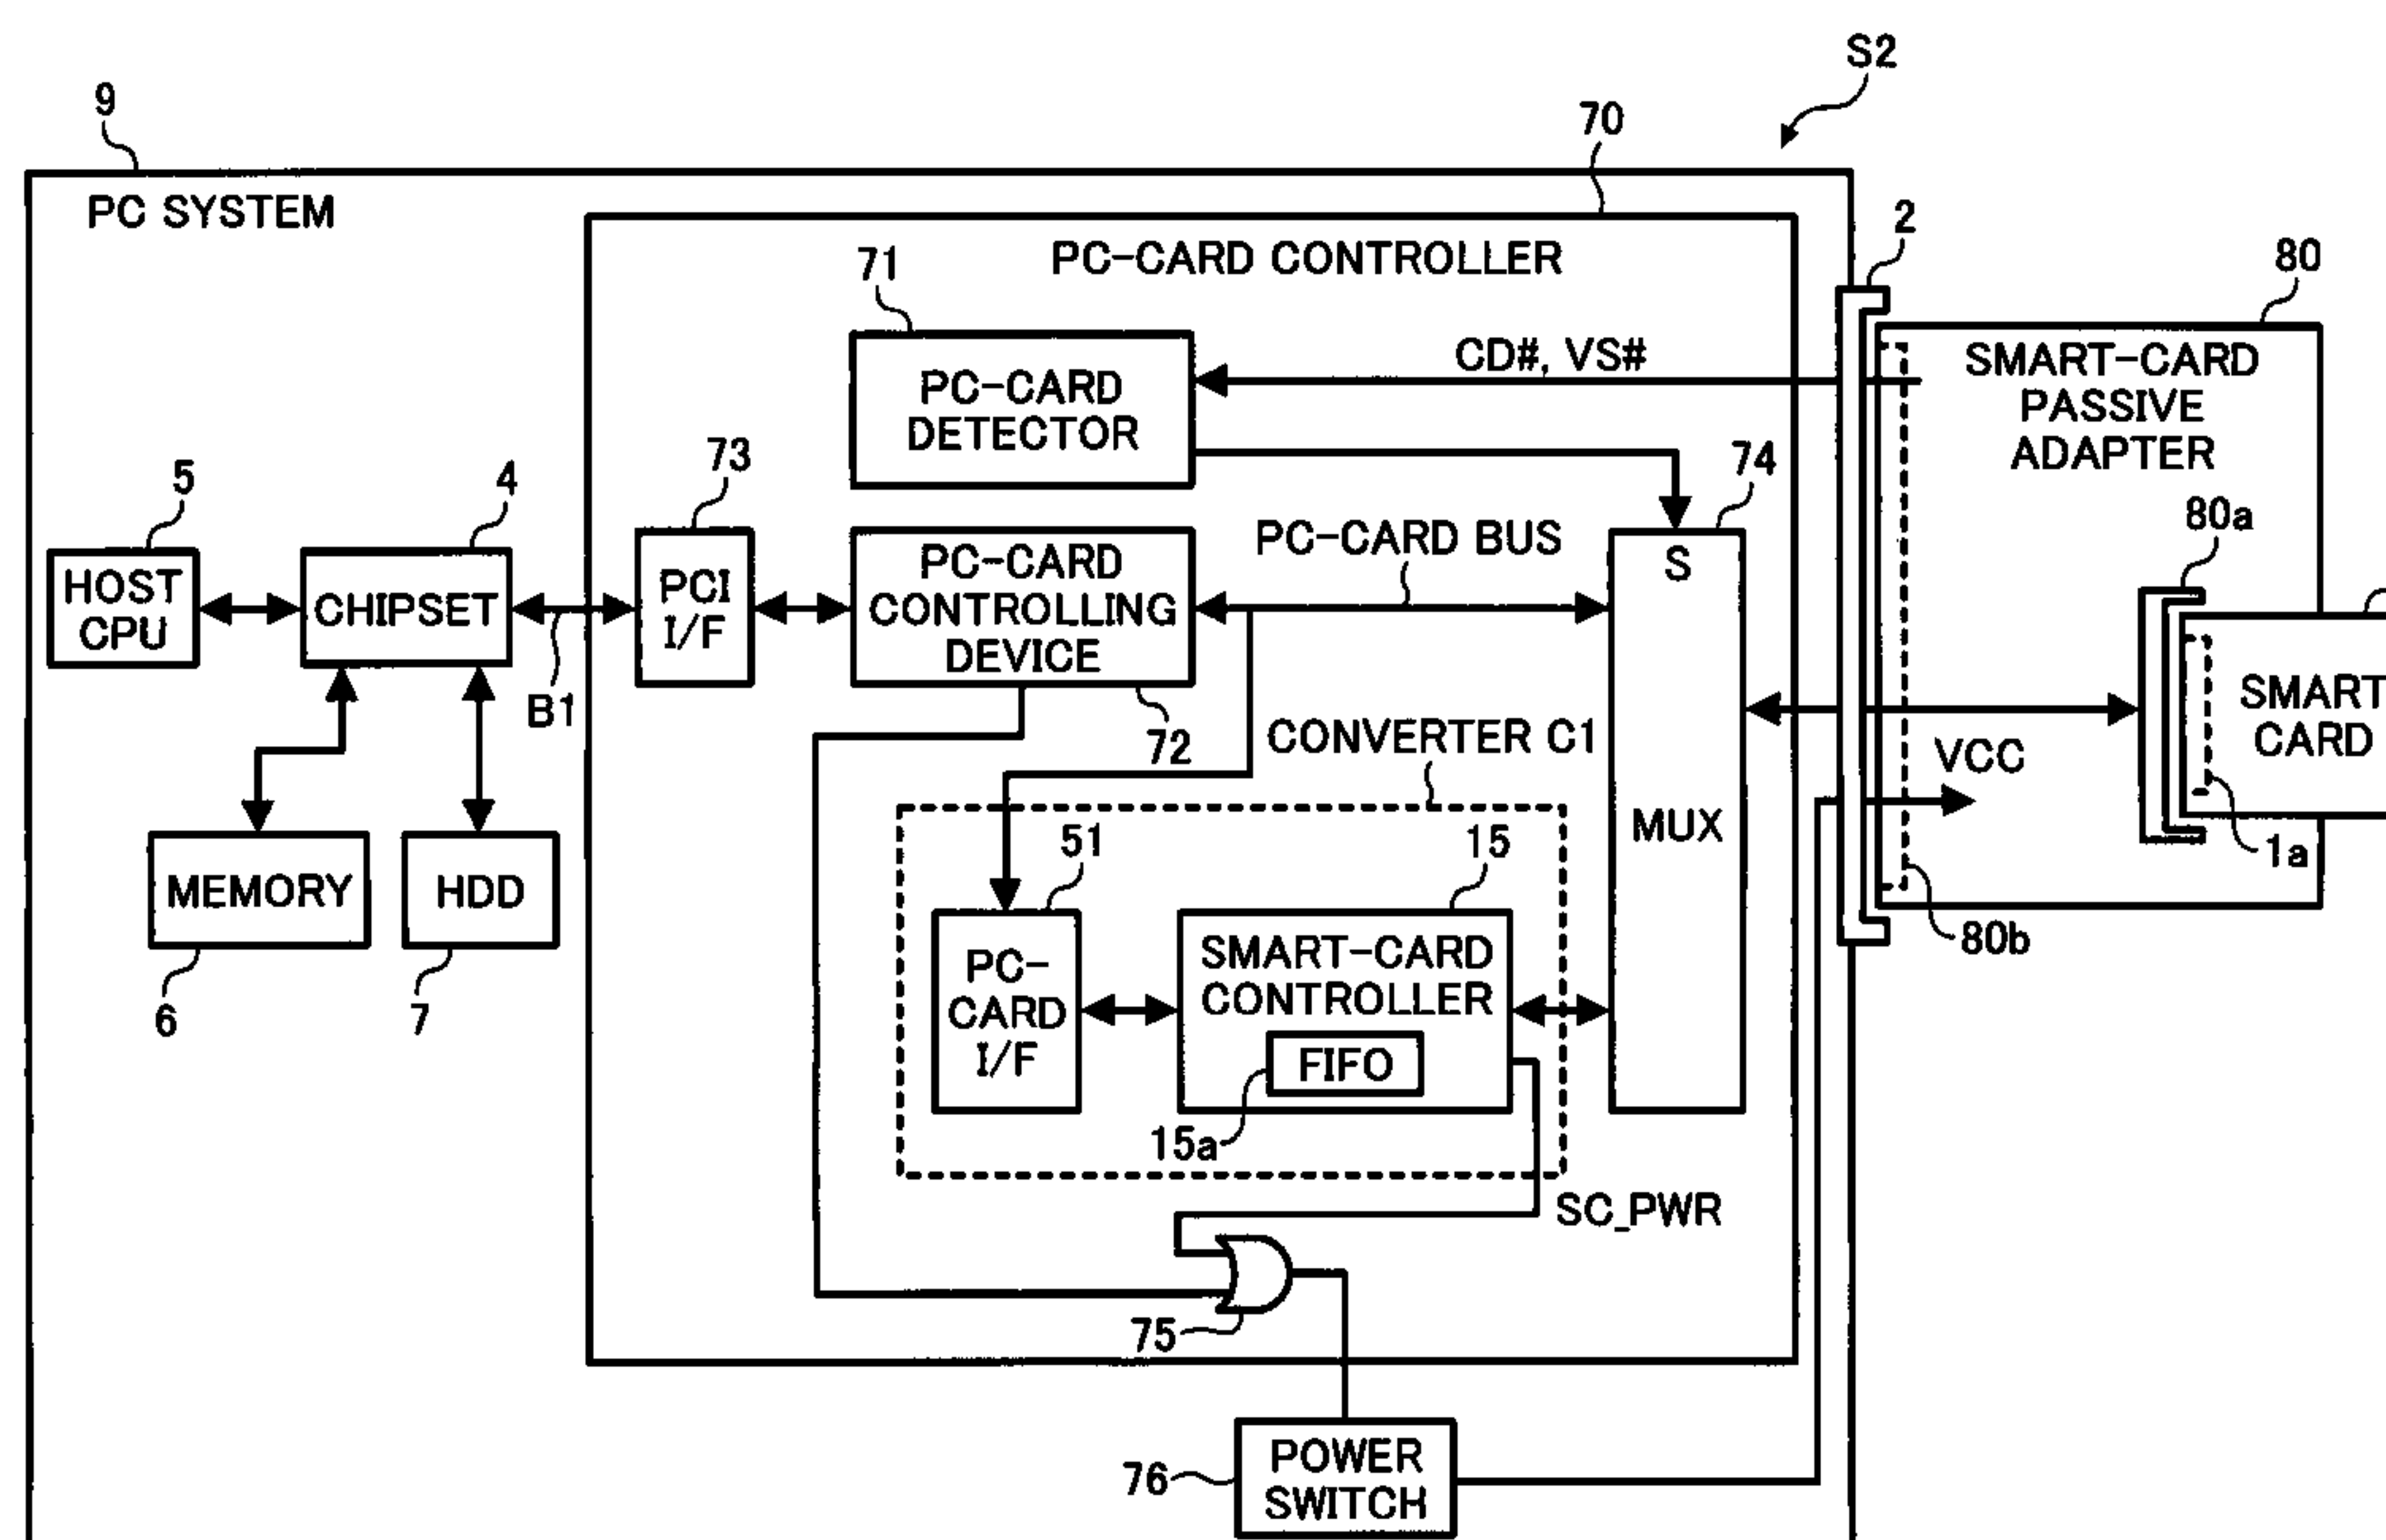 S2
9
70
PC SYSTEM
2
PC-CARD CONTROLLER
71
80
CD#, VS#
SMART-CARD
PASSIVE
ADAPTER
PC-CARD
DETECTOR
73
74
5
4
80a
PC-CARD BUS
S
HOST
CPU
CHIPSET
PCI
I/F
PC-CARD
CONTROLLING
DEVICE
B1
72
CONVERTER C1
SMART
CARD
VCC
MUX
51
15
1a
MEMORY
HDD
80b
PC-
CARD
I/F
SMART-CARD
CONTROLLER
FIFO
6
7
15a
SC_PWR
75
POWER
SWITCH
76